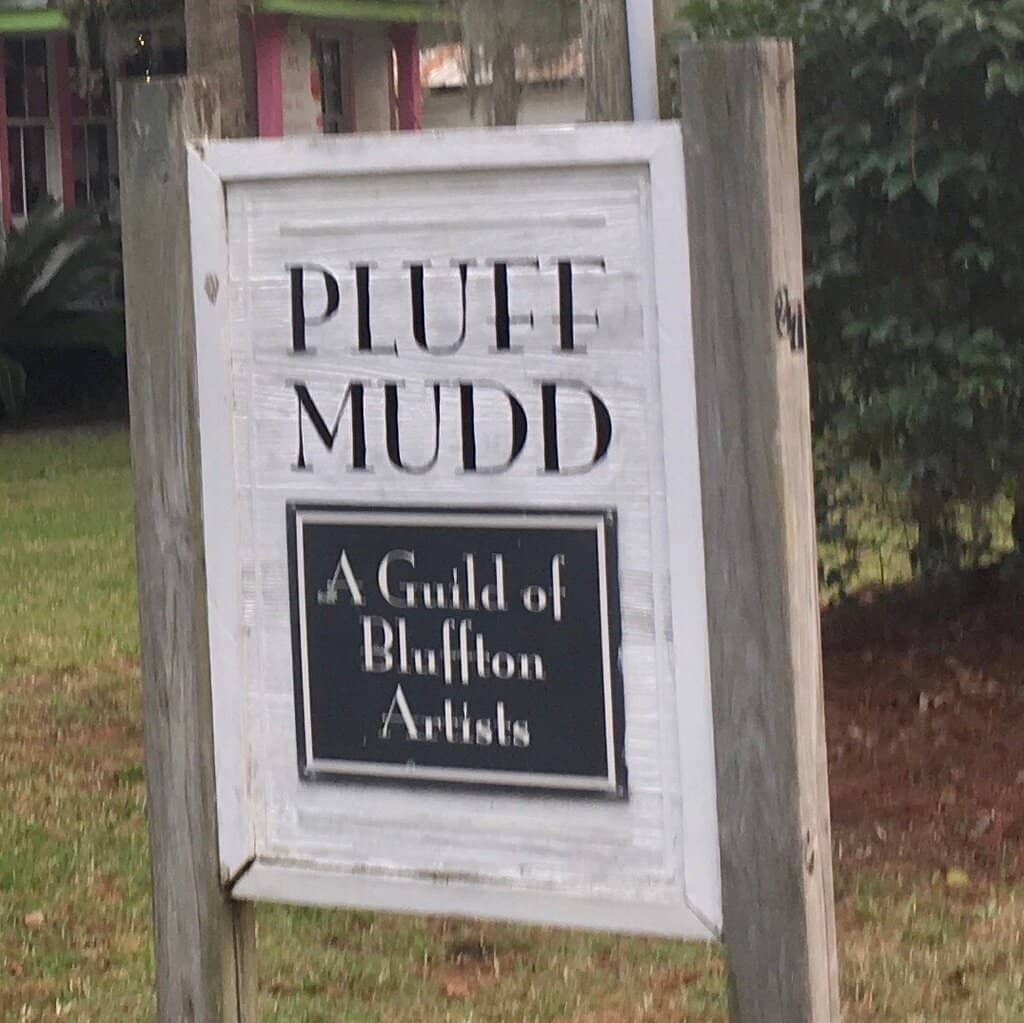 PLUFF
MUDD
A Guild of
Bluffton
Artists